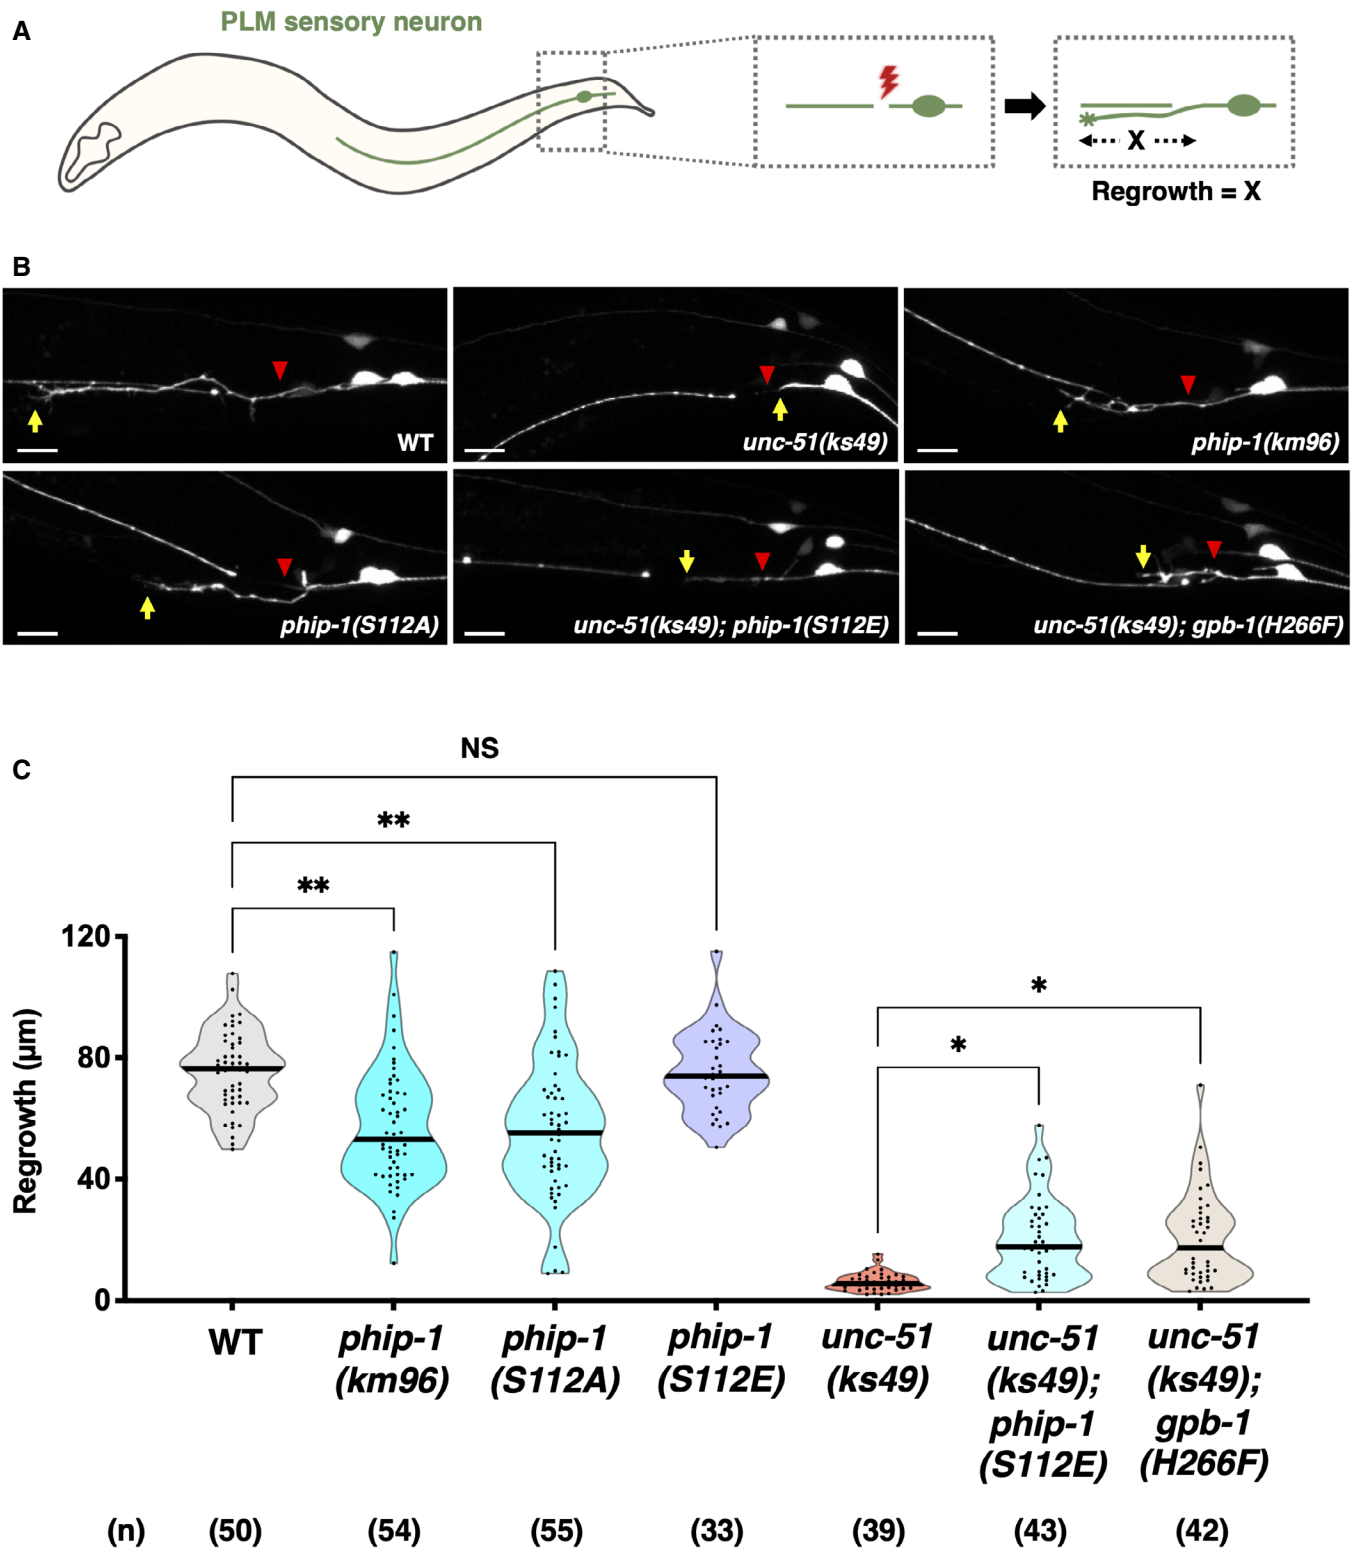 A
PLM sensory neuron
X
Regrowth = X
B
WT
unc-51(ks49)
phip-1(km96)
phip-1(S112A)
unc-51(ks49); phip-1(S112E)
unc-51(ks49); gpb-1(H266F)
C
NS
**
**
*
*
Regrowth (μm)
120
80
40
0
WT
phip-1 (km96)
phip-1 (S112A)
phip-1 (S112E)
unc-51 (ks49)
unc-51 (ks49); phip-1 (S112E)
unc-51 (ks49); gpb-1 (H266F)
(n) (50) (54) (55) (33) (39) (43) (42)